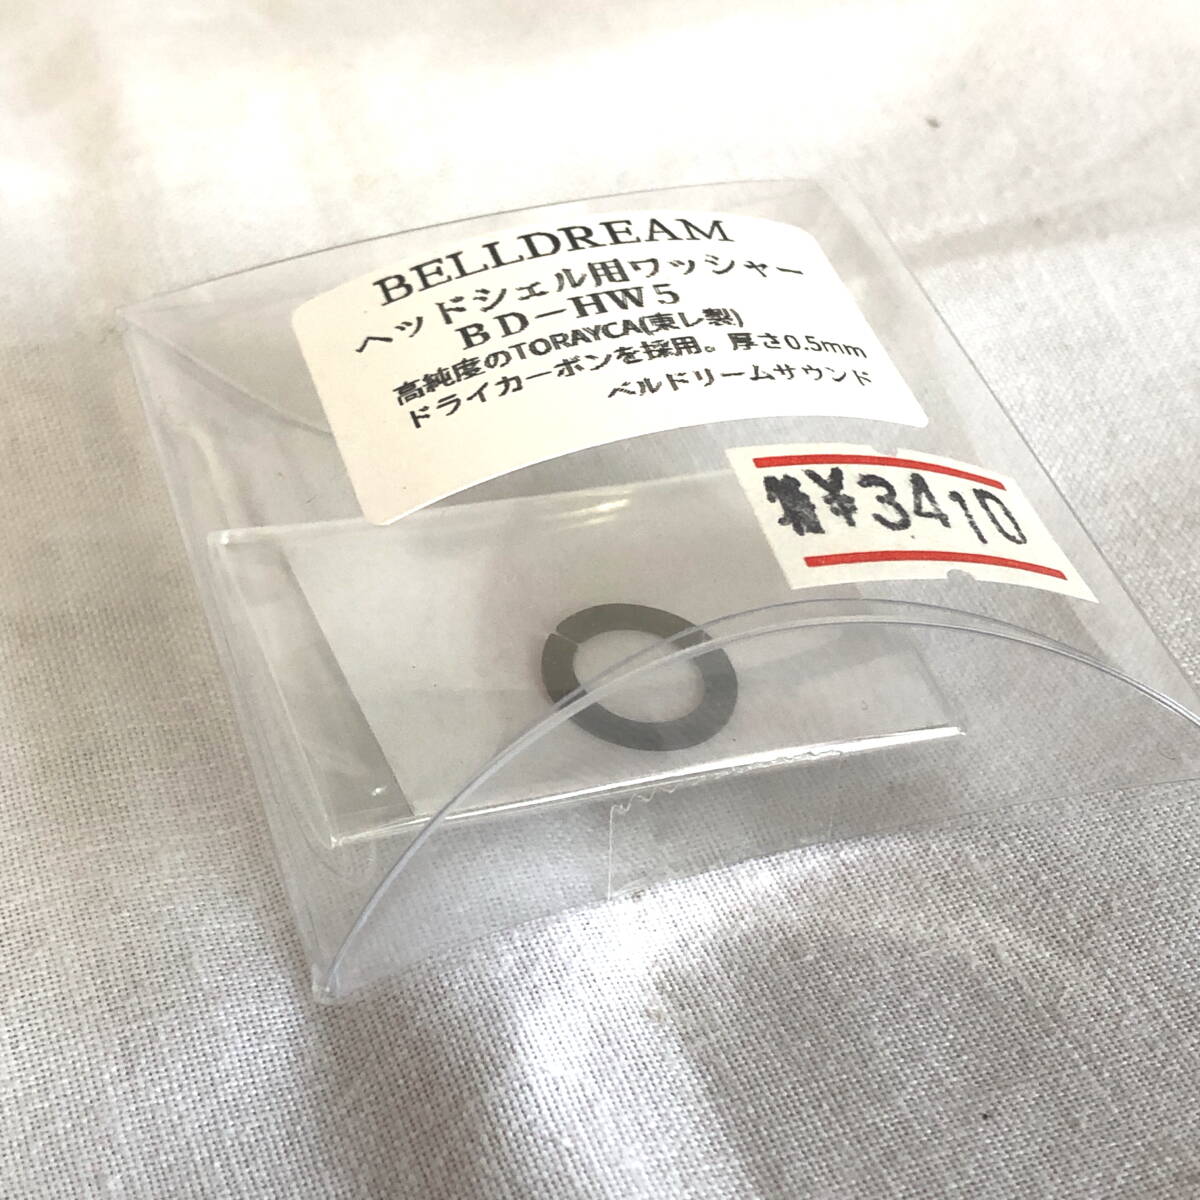 BELLDREAM
ヘッドシェル用ワッシャー
BD－HW5
高純度のTORAYCA(東レ製)
ドライカーボンを採用。厚さ0.5mm
ベルドリームサウンド
¥3410